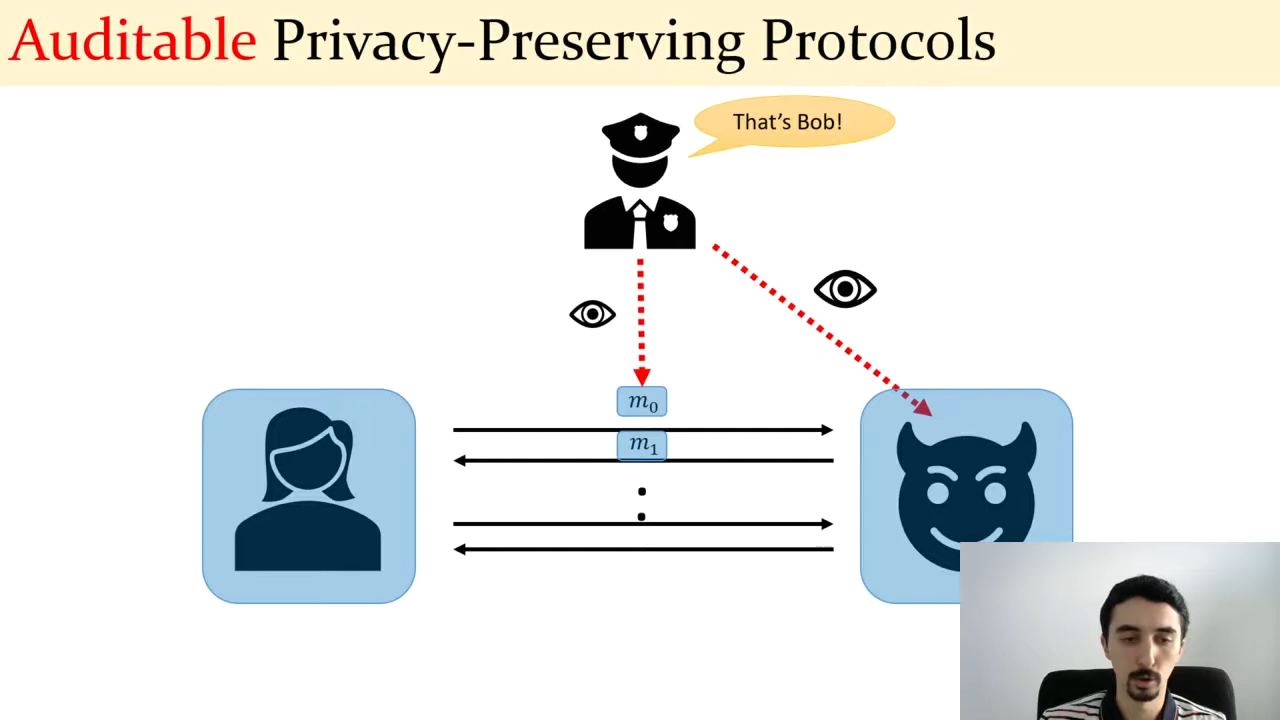 Auditable Privacy-Preserving Protocols
That's Bob!
m₀
m₁